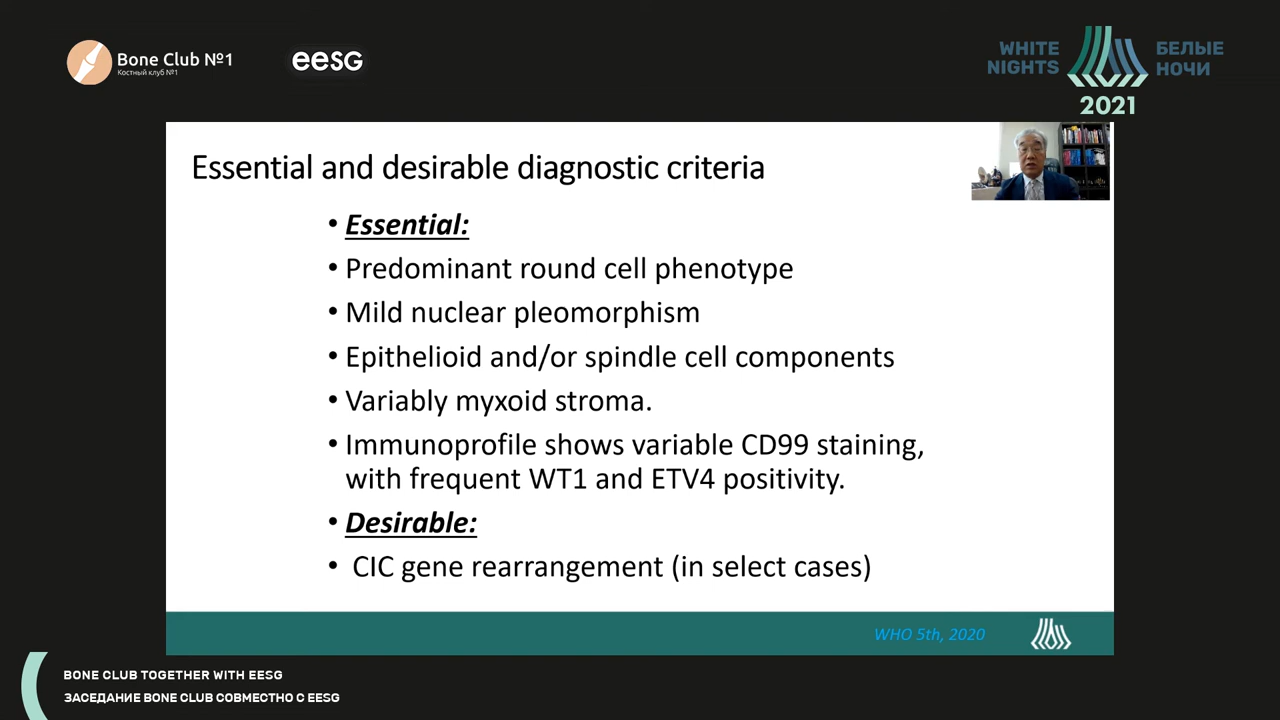 Bone Club №1
Костный клуб №1
eesg
WHITE
NIGHTS
БЕЛЫЕ
НОЧИ
2021
Essential and desirable diagnostic criteria
• Essential:
• Predominant round cell phenotype
• Mild nuclear pleomorphism
• Epithelioid and/or spindle cell components
• Variably myxoid stroma.
• Immunoprofile shows variable CD99 staining,
with frequent WT1 and ETV4 positivity.
• Desirable:
• CIC gene rearrangement (in select cases)
WHO 5th, 2020
BONE CLUB TOGETHER WITH EESG
ЗАСЕДАНИЕ BONE CLUB СОВМЕСТНО С EESG